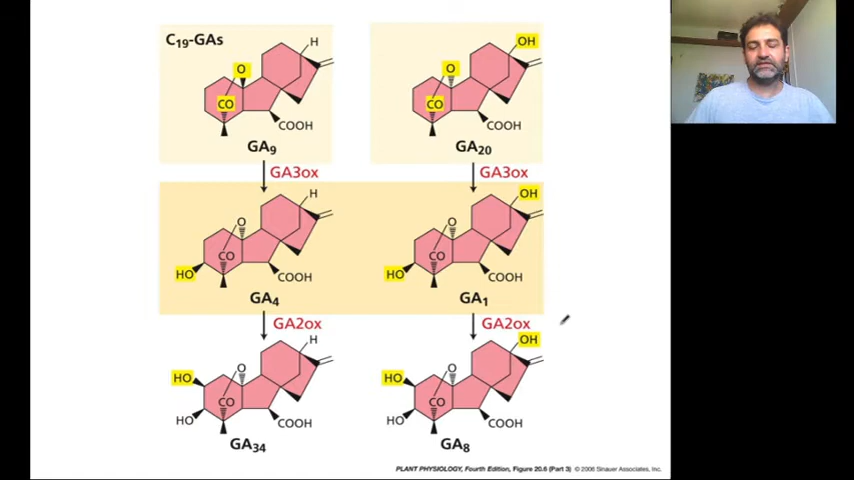 C19-GAs
H
O
CO
COOH
GA9
OH
O
CO
COOH
GA20
GA3ox
GA3ox
H
O
CO
HO
COOH
GA4
OH
O
CO
HO
COOH
GA1
GA2ox
GA2ox
H
O
HO
CO
HO
COOH
GA34
OH
O
HO
CO
HO
COOH
GA8
PLANT PHYSIOLOGY, Fourth Edition, Figure 20.6 (Part 3) © 2006 Sinauer Associates, Inc.